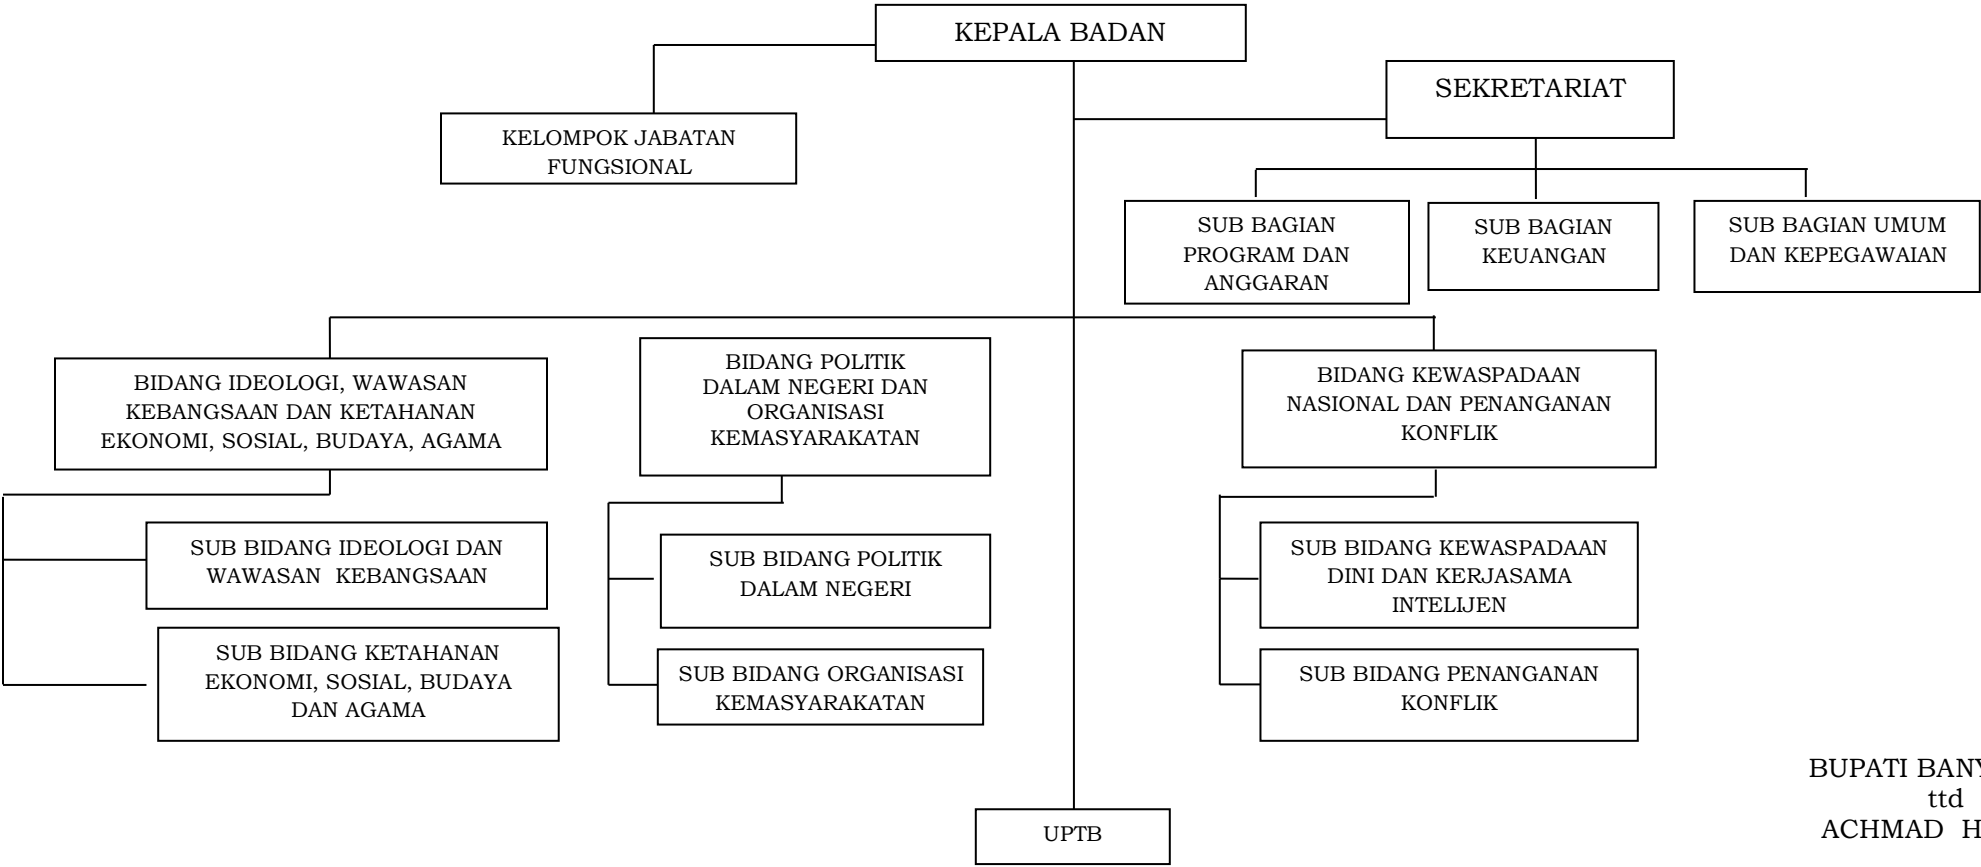 KEPALA BADAN
SEKRETARIAT
KELOMPOK JABATAN
FUNGSIONAL
SUB BAGIAN
PROGRAM DAN
ANGGARAN
SUB BAGIAN
KEUANGAN
SUB BAGIAN UMUM
DAN KEPEGAWAIAN
BIDANG IDEOLOGI, WAWASAN
KEBANGSAAN DAN KETAHANAN
EKONOMI, SOSIAL, BUDAYA, AGAMA
BIDANG POLITIK
DALAM NEGERI DAN
ORGANISASI
KEMASYARAKATAN
BIDANG KEWASPADAAN
NASIONAL DAN PENANGANAN
KONFLIK
SUB BIDANG IDEOLOGI DAN
WAWASAN  KEBANGSAAN
SUB BIDANG POLITIK
DALAM NEGERI
SUB BIDANG KEWASPADAAN
DINI DAN KERJASAMA
INTELIJEN
SUB BIDANG KETAHANAN
EKONOMI, SOSIAL, BUDAYA
DAN AGAMA
SUB BIDANG ORGANISASI
KEMASYARAKATAN
SUB BIDANG PENANGANAN
KONFLIK
UPTB
BUPATI
ttd
ACHMAD